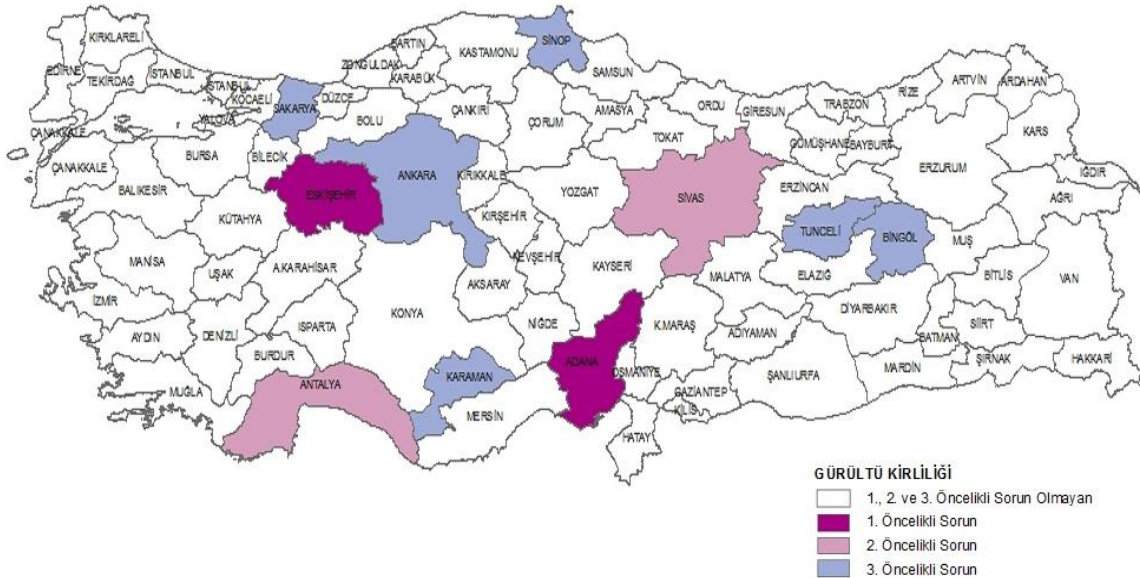 KIRKLARELİ
EDİRNE
TEKİRDAĞ
İSTANBUL
İSTANBUL
KOCAELİ
YALOVA
SAKARYA
DÜZCE
ZONGULDAK
BARTIN
KARABÜK
KASTAMONU
SİNOP
SAMSUN
BOLU
ÇANKIRI
ÇORUM
AMASYA
ORDU
GİRESUN
TRABZON
RİZE
ARTVİN
ARDAHAN
KARS
TOKAT
GÜMÜŞHANE
BAYBURT
ERZURUM
IĞDIR
AĞRI
ÇANAKKALE
ÇANAKKALE
BALIKESİR
BURSA
BİLECİK
ESKİŞEHİR
ANKARA
KIRIKKALE
YOZGAT
SİVAS
ERZİNCAN
TUNCELİ
BİNGÖL
MUŞ
KÜTAHYA
KIRŞEHİR
NEVŞEHİR
KAYSERİ
MALATYA
ELAZIĞ
BİTLİS
VAN
MANİSA
UŞAK
A.KARAHİSAR
AKSARAY
İZMİR
AYDIN
DENİZLİ
ISPARTA
KONYA
NİĞDE
K.MARAŞ
ADIYAMAN
DİYARBAKIR
BATMAN
SİİRT
ŞIRNAK
HAKKARİ
BURDUR
MUĞLA
ANTALYA
KARAMAN
MERSİN
ADANA
OSMANİYE
GAZİANTEP
KİLİS
HATAY
ŞANLIURFA
MARDİN
GÜRÜLTÜ KİRLİLİĞİ
1., 2. ve 3. Öncelikli Sorun Olmayan
1. Öncelikli Sorun
2. Öncelikli Sorun
3. Öncelikli Sorun